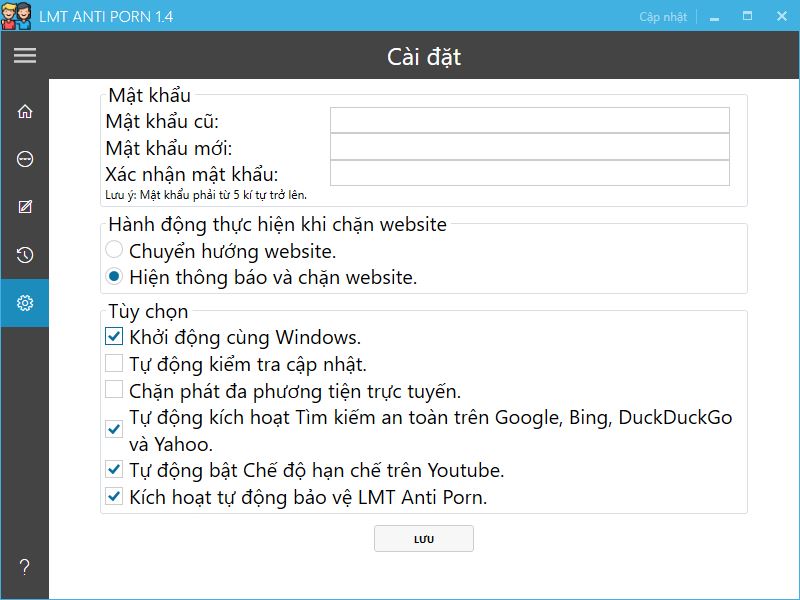 LMT ANTI PORN 1.4
Cập nhật
Cài đặt
Mật khẩu
Mật khẩu cũ:
Mật khẩu mới:
Xác nhận mật khẩu:
Lưu ý: Mật khẩu phải từ 5 kí tự trở lên.
Hành động thực hiện khi chặn website
Chuyển hướng website.
Hiện thông báo và chặn website.
Tùy chọn
Khởi động cùng Windows.
Tự động kiểm tra cập nhật.
Chặn phát đa phương tiện trực tuyến.
Tự động kích hoạt Tìm kiếm an toàn trên Google, Bing, DuckDuckGo
và Yahoo.
Tự động bật Chế độ hạn chế trên Youtube.
Kích hoạt tự động bảo vệ LMT Anti Porn.
LƯU
?